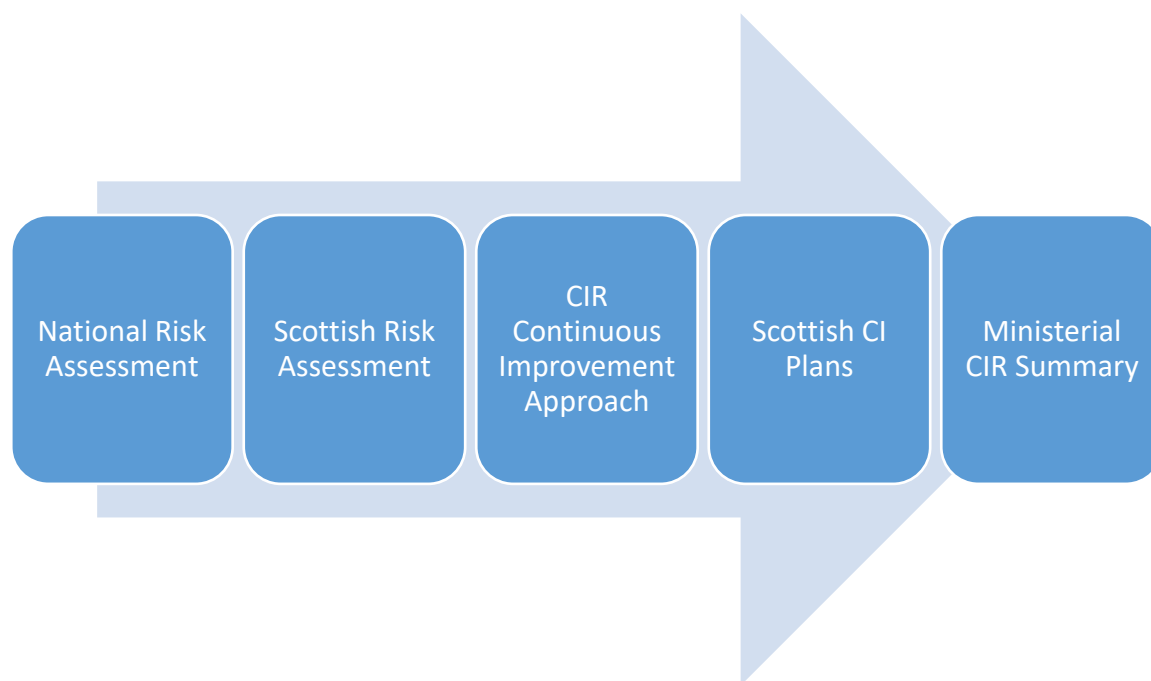 National Risk
Assessment
Scottish Risk
Assessment
CIR
Continuous
Improvement
Approach
Scottish CI
Plans
Ministerial
CIR Summary